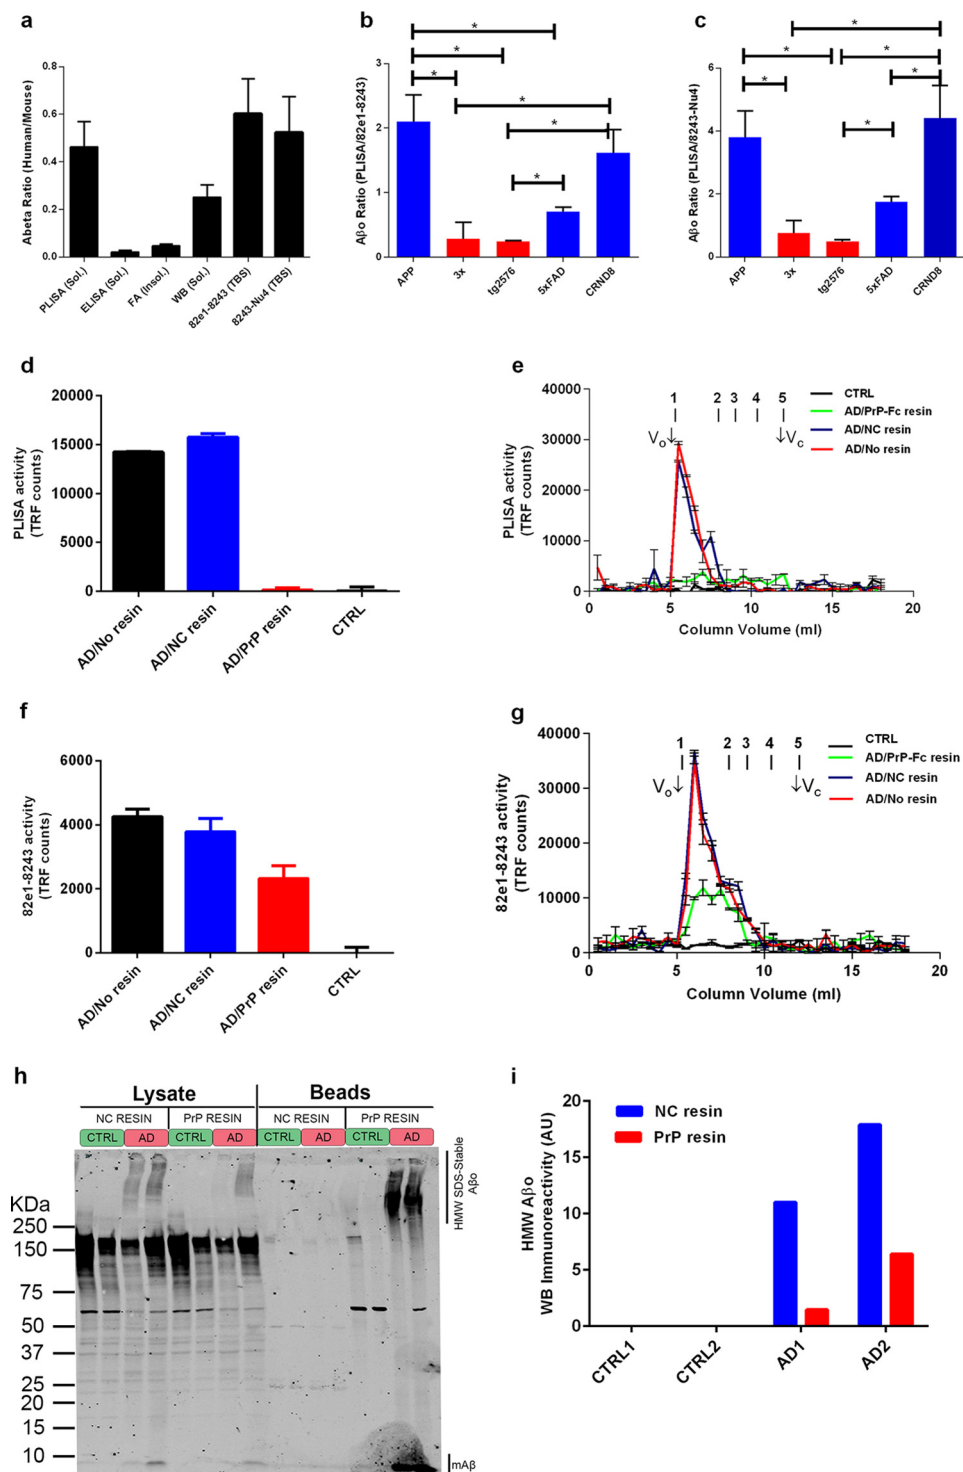 a
Abeta Ratio (Human/Mouse)
0.8
0.6
0.4
0.2
0.0
PLISA (Sol.)
ELISA (Sol.)
FA (Insol.)
WB (Sol.)
82e1-8243 (TBS)
8243-Nu4 (TBS)
b
Aβo Ratio (PLISA/82e1-8243)
3
2
1
0
*
*
*
*
*
*
APP
3x
tg2576
5xFAD
CRND8
c
Aβo Ratio (PLISA/8243-Nu4)
6
4
2
0
*
*
*
*
*
*
APP
3x
tg2576
5xFAD
CRND8
d
PLISA activity
(TRF counts)
20000
15000
10000
5000
0
AD/No resin
AD/NC resin
AD/PrP resin
CTRL
e
PLISA activity
(TRF counts)
40000
30000
20000
10000
0
1 2 3 4 5
Vo
Vc
CTRL
AD/PrP-Fc resin
AD/NC resin
AD/No resin
0 5 10 15 20
Column Volume (ml)
f
82e1-8243 activity
(TRF counts)
6000
4000
2000
0
AD/No resin
AD/NC resin
AD/PrP resin
CTRL
g
82e1-8243 activity
(TRF counts)
40000
30000
20000
10000
0
1 2 3 4 5
Vo
Vc
CTRL
AD/PrP-Fc resin
AD/NC resin
AD/No resin
0 5 10 15 20
Column Volume (ml)
h
Lysate Beads
NC RESIN PrP RESIN NC RESIN PrP RESIN
CTRL AD CTRL AD CTRL AD CTRL AD
KDa
250
150
75
50
37
25
20
15
10
HMW SDS-Stable
Aβo
mAβ
i
HMW Aβo
WB Immunoreactivity (AU)
20
15
10
5
0
NC resin
PrP resin
CTRL1
CTRL2
AD1
AD2